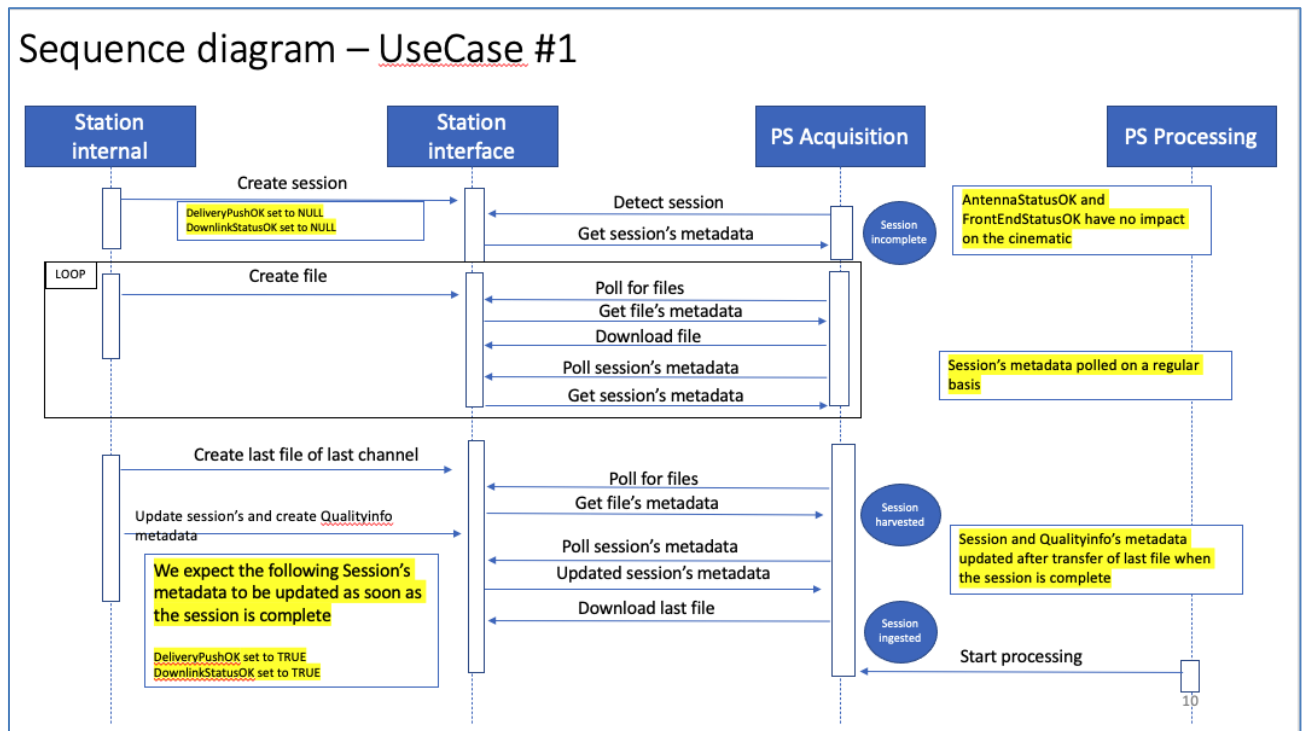 Sequence diagram – UseCase #1
Station
internal
Station
interface
PS Acquisition
PS Processing
Create session
DeliveryPushOK set to NULL
DownlinkStatusOK set to NULL
Detect session
Get session's metadata
Session
incomplete
AntennaStatusOK and
FrontEndStatusOK have no impact
on the cinematic
LOOP
Create file
Poll for files
Get file's metadata
Download file
Poll session's metadata
Get session's metadata
Session's metadata polled on a regular
basis
Create last file of last channel
Poll for files
Get file's metadata
Session
harvested
Update session's and create Qualityinfo
metadata
Poll session's metadata
Updated session's metadata
Session and Qualityinfo's metadata
updated after transfer of last file when
the session is complete
We expect the following Session's
metadata to be updated as soon as
the session is complete
DeliveryPushOK set to TRUE
DownlinkStatusOK set to TRUE
Download last file
Session
ingested
Start processing
10